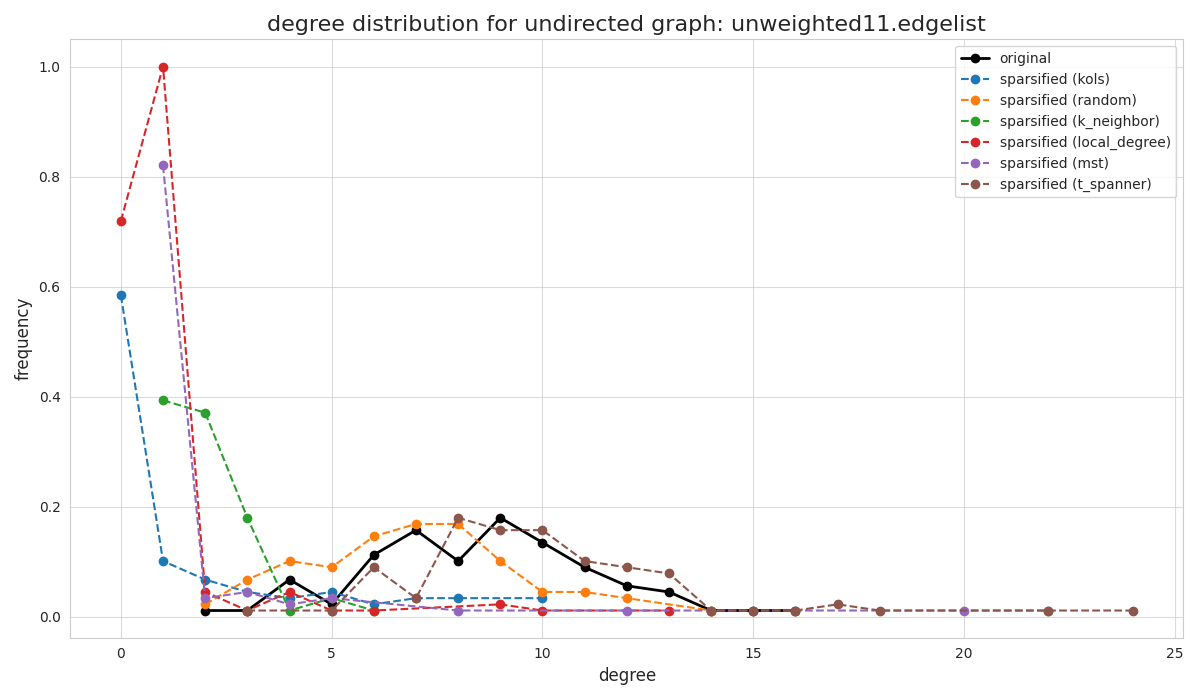 degree distribution for undirected graph: unweighted11.edgelist
original
sparsified (kols)
sparsified (random)
sparsified (k_neighbor)
sparsified (local_degree)
sparsified (mst)
sparsified (t_spanner)
frequency
1.0
0.8
0.6
0.4
0.2
0.0
0 5 10 15 20 25
degree